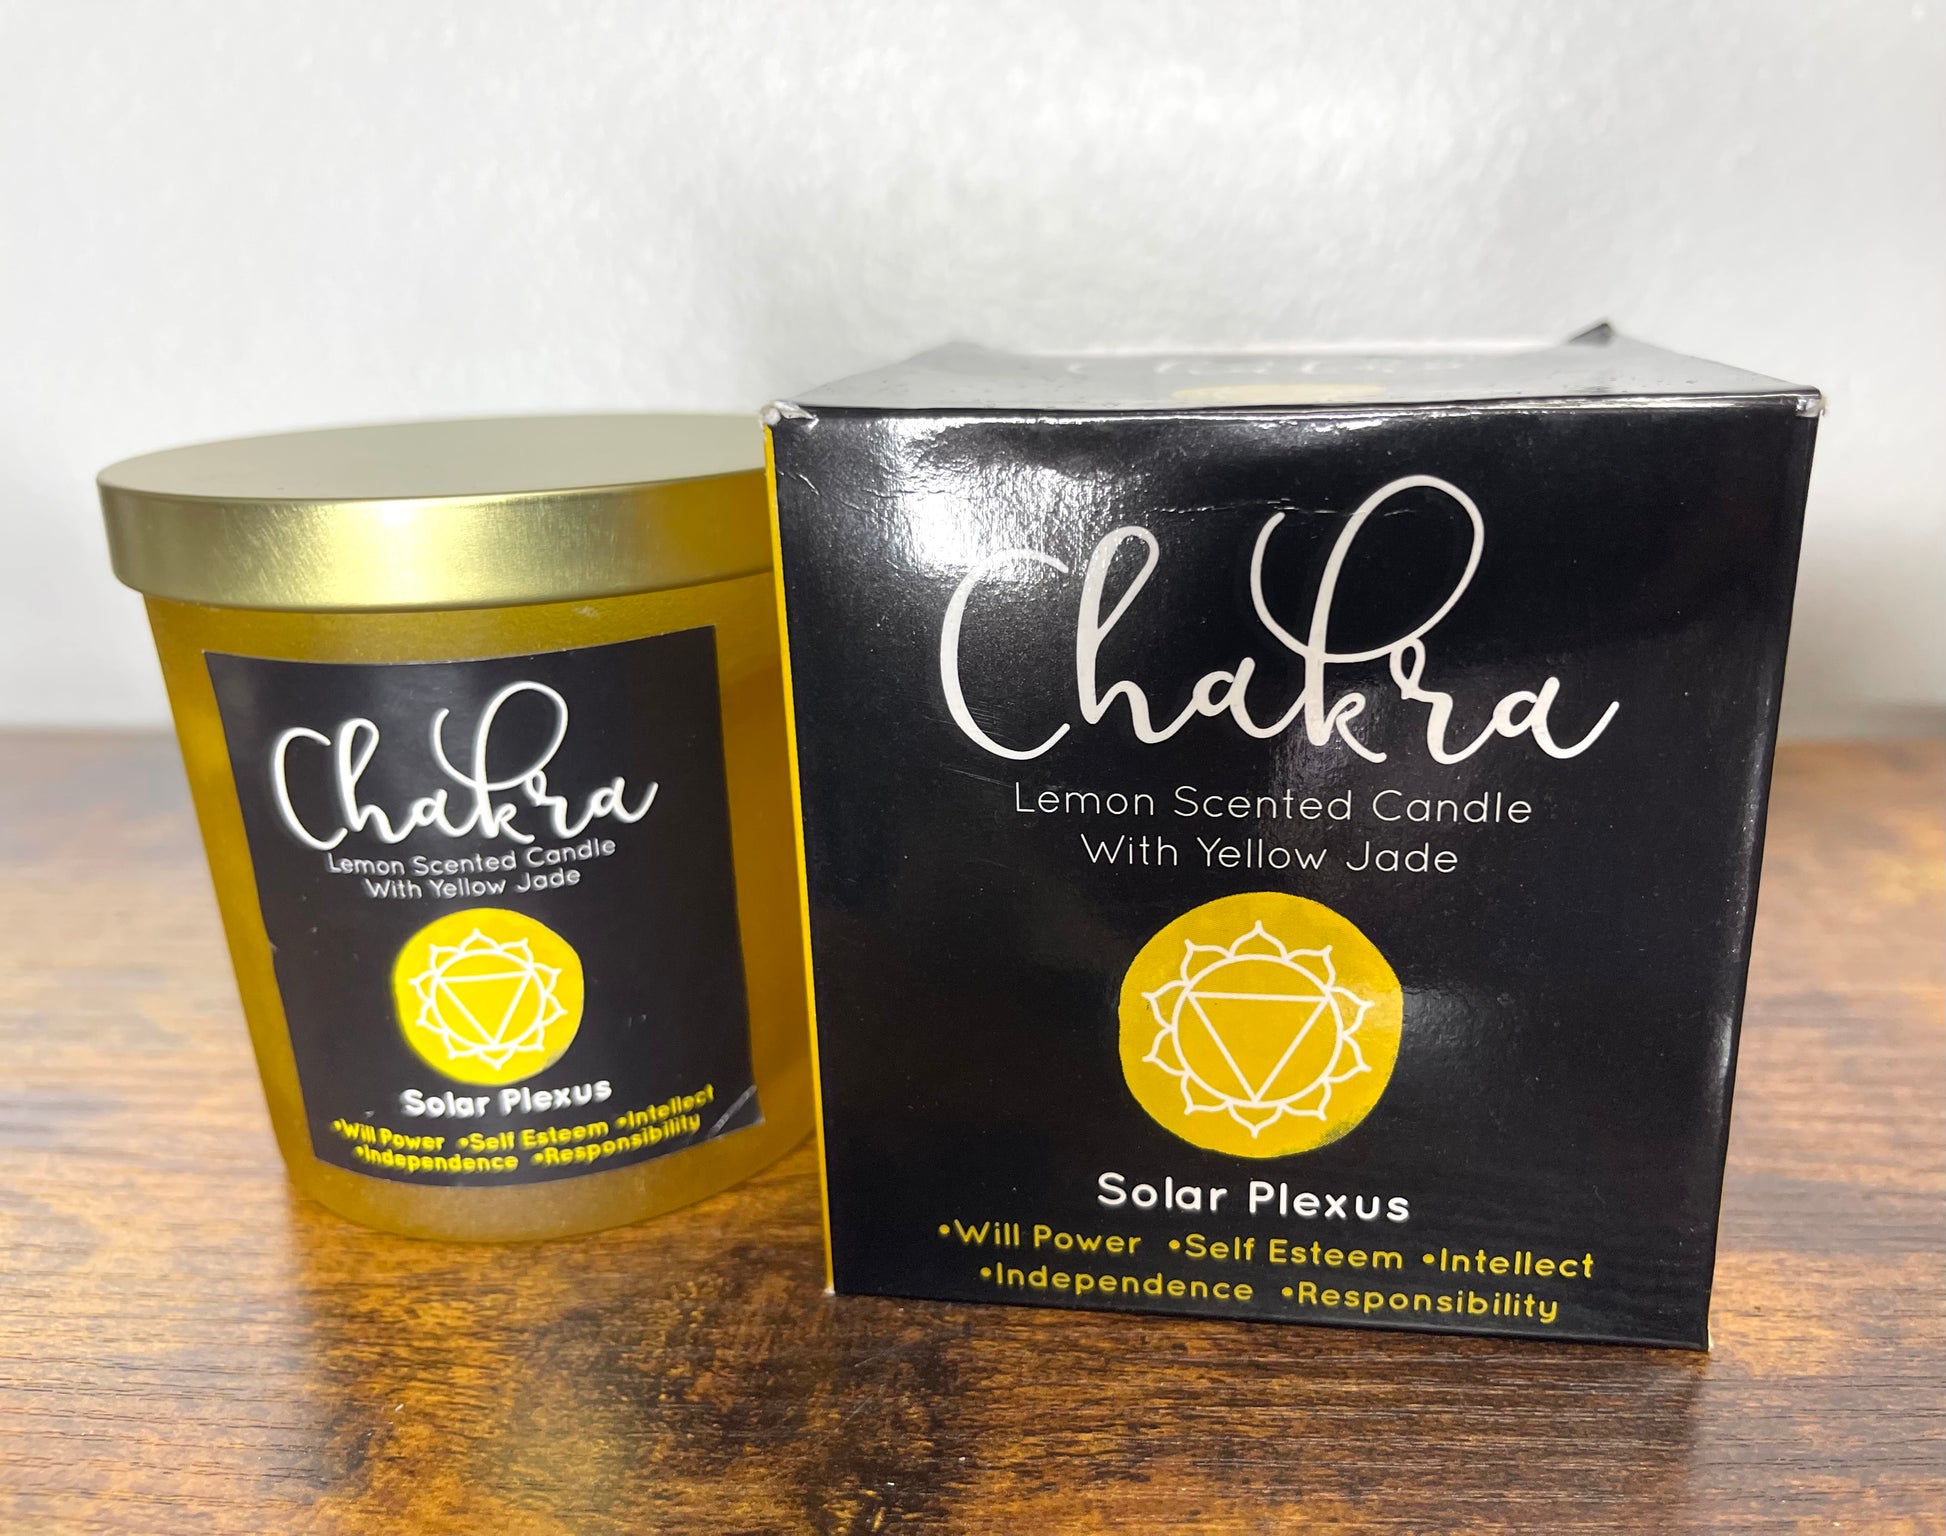 Chakra
Lemon Scented Candle
With Yellow Jade
Solar Plexus
•Will Power •Self Esteem •Intellect
•Independence •Responsibility
Chakra
Lemon Scented Candle
With Yellow Jade
Solar Plexus
•Will Power •Self Esteem •Intellect
•Independence •Responsibility